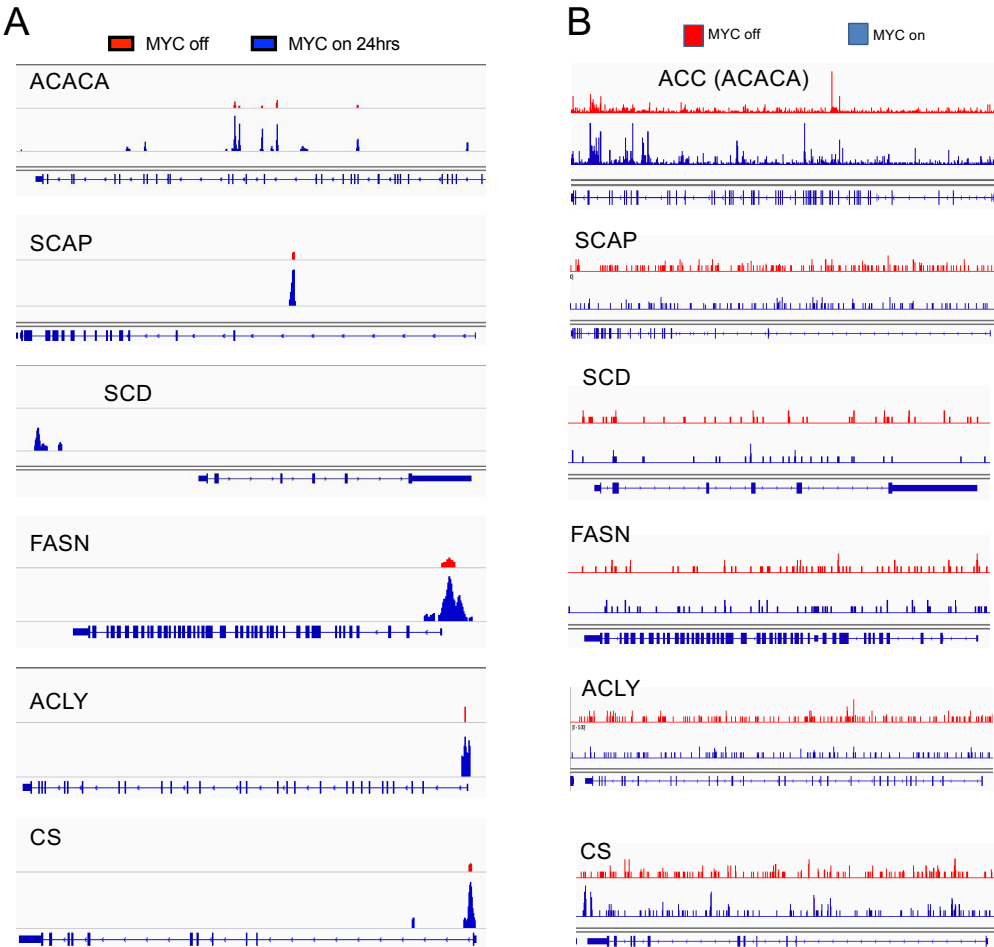 A
MYC off
MYC on 24hrs
ACACA
SCAP
SCD
FASN
ACLY
CS
B
MYC off
MYC on
ACC (ACACA)
SCAP
SCD
FASN
ACLY
CS